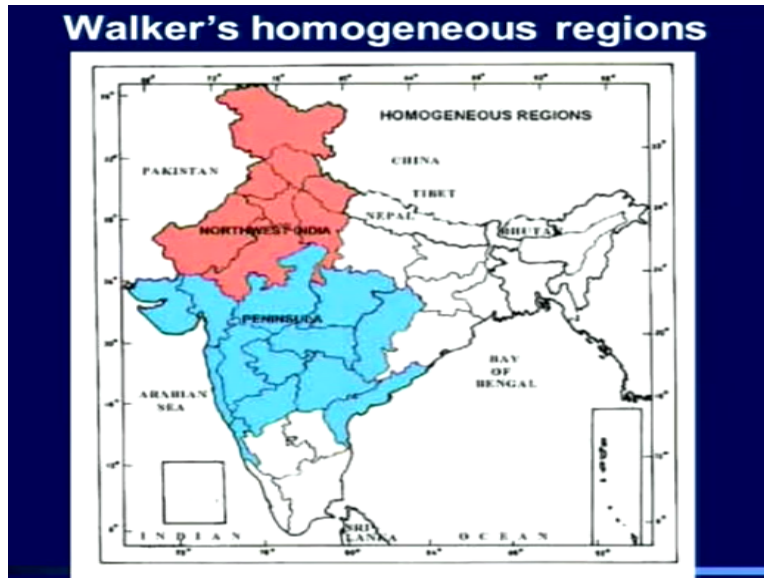 Walker's homogeneous regions
HOMOGENEOUS REGIONS
PAKISTAN
CHINA
TIBET
NEPAL
BHUTAN
NORTHWEST INDIA
PENINSULA
ARABIAN
SEA
BAY
OF
BENGAL
SRI
LANKA
INDIAN OCEAN